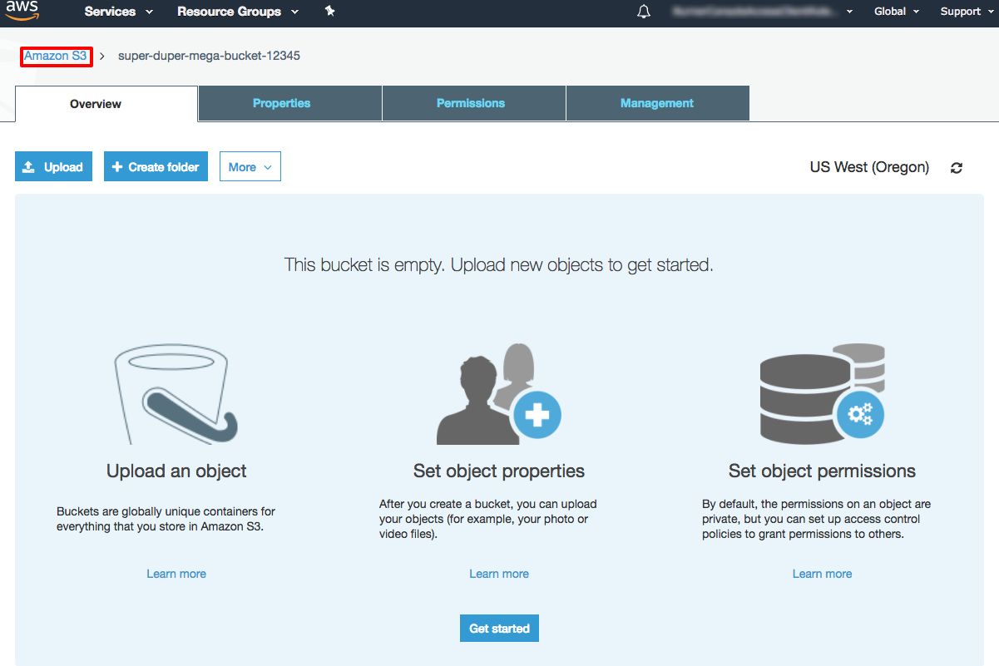 aws Services Resource Groups Global Support
Amazon S3 > super-duper-mega-bucket-12345
Overview Properties Permissions Management
Upload + Create folder More US West (Oregon)
This bucket is empty. Upload new objects to get started.
Upload an object
Buckets are globally unique containers for
everything that you store in Amazon S3.
Learn more
Set object properties
After you create a bucket, you can upload
your objects (for example, your photo or
video files).
Learn more
Set object permissions
By default, the permissions on an object are
private, but you can set up access control
policies to grant permissions to others.
Learn more
Get started